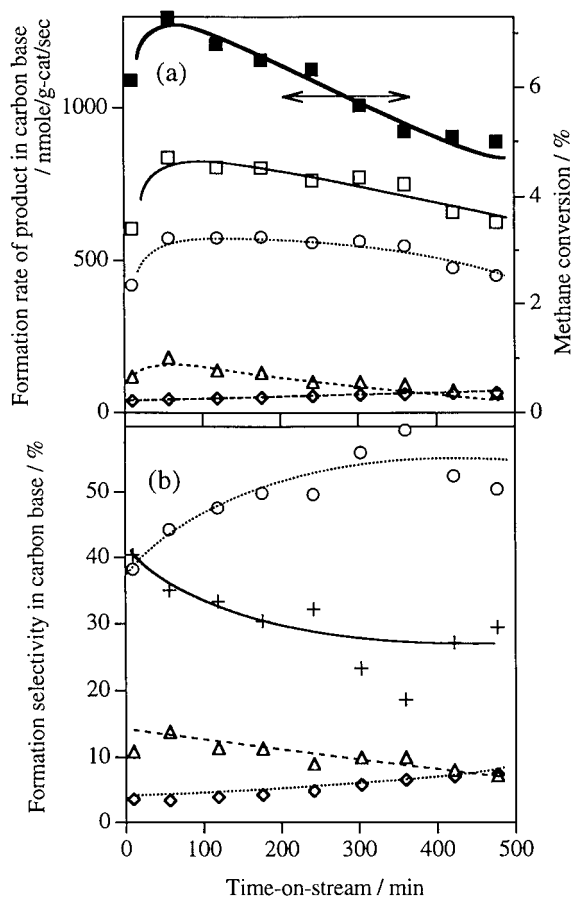 Formation rate of product in carbon base
/ nmole/g-cat/sec
1000
500
0
(a)
6
4
2
0
Methane conversion / %
Formation selectivity in carbon base / %
50
40
30
20
10
0
(b)
0
100
200
300
400
500
Time-on-stream / min